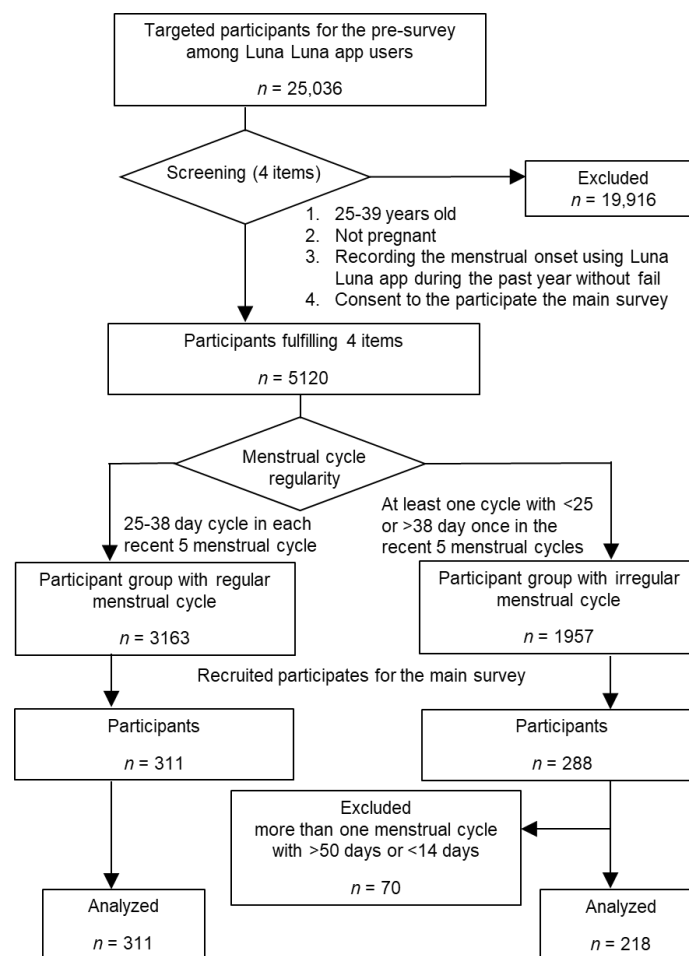 Targeted participants for the pre-survey
among Luna Luna app users
n = 25,036
Screening (4 items)
Excluded
n = 19,916
1. 25-39 years old
2. Not pregnant
3. Recording the menstrual onset using Luna
Luna app during the past year without fail
4. Consent to the participate the main survey
Participants fulfilling 4 items
n = 5120
Menstrual cycle
regularity
25-38 day cycle in each
recent 5 menstrual cycle
At least one cycle with <25
or >38 day once in the
recent 5 menstrual cycles
Participant group with regular
menstrual cycle
n = 3163
Participant group with irregular
menstrual cycle
n = 1957
Recruited participates for the main survey
Participants
n = 311
Participants
n = 288
Excluded
more than one menstrual cycle
with >50 days or <14 days
n = 70
Analyzed
n = 311
Analyzed
n = 218